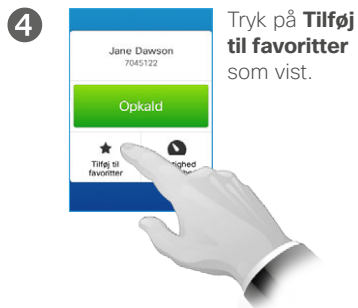 4
Tryk på Tilføj
til favoritter
som vist.
Jane Dawson
7045122
Opkald
Tilføj til
favoritter